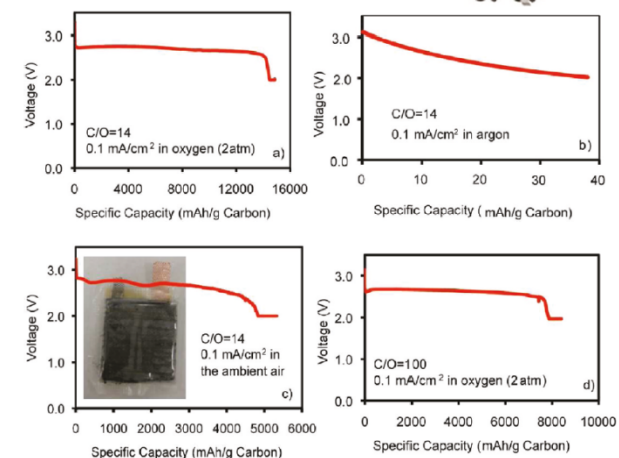 3.0
2.0
1.0
0.0
Voltage (V)
C/O=14
0.1 mA/cm² in oxygen (2atm)
a)
0 4000 8000 12000 16000
Specific Capacity (mAh/g Carbon)
3.0
2.0
1.0
0.0
Voltage (V)
C/O=14
0.1 mA/cm² in argon
b)
0 10 20 30 40
Specific Capacity ( mAh/g Carbon)
3.0
2.0
1.0
0.0
Voltage (V)
C/O=14
0.1 mA/cm² in
the ambient air
c)
0 1000 2000 3000 4000 5000 6000
Specific Capacity (mAh/g Carbon)
3.0
2.0
1.0
0.0
Voltage (V)
C/O=100
0.1 mA/cm² in oxygen (2atm)
d)
0 2000 4000 6000 8000 10000
Specific Capacity (mAh/g Carbon)